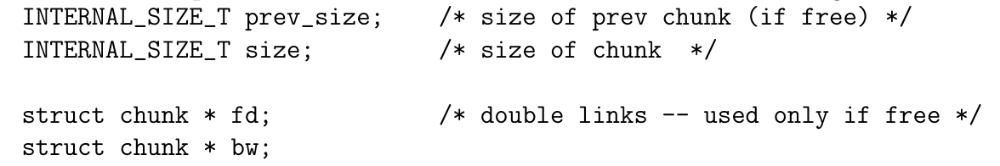 INTERNAL_SIZE_T prev_size; /* size of prev chunk (if free) */
INTERNAL_SIZE_T size; /* size of chunk */
struct chunk * fd; /* double links -- used only if free */
struct chunk * bw;